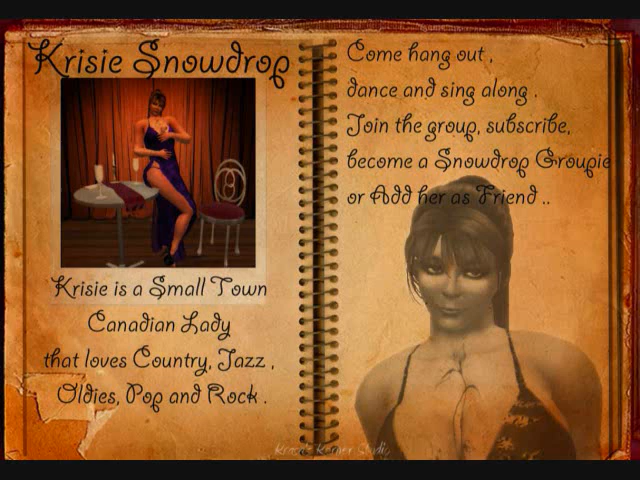 Krisie Snowdrop
Krisie is a Small Town
Canadian Lady
that loves Country, Jazz ,
Oldies, Pop and Rock .
Come hang out ,
dance and sing along .
Join the group, subscribe,
become a Snowdrop Groupie
or Add her as Friend ..
Studio